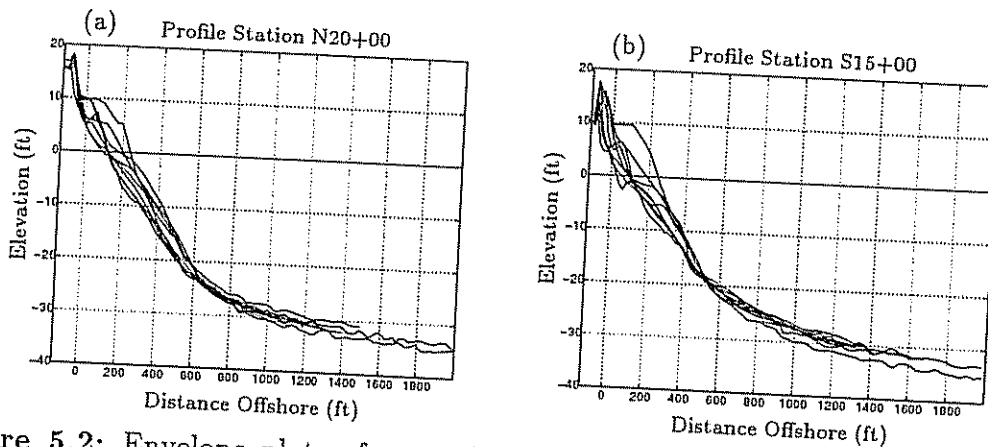 (a) Profile Station N20+00
20
10
0
-10
-20
-30
-40
Elevation (ft)
0 200 400 600 800 1000 1200 1400 1600 1800
Distance Offshore (ft)
(b) Profile Station S15+00
20
10
0
-10
-20
-30
-40
Elevation (ft)
0 200 400 600 800 1000 1200 1400 1600 1800
Distance Offshore (ft)
re 5.2: Envelope plots